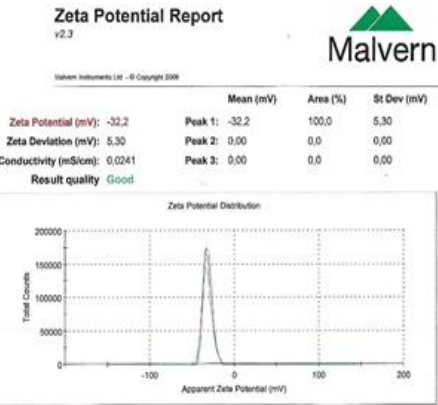 Zeta Potential Report
v2.3
Malvern
Malvern Instruments Ltd - © Copyright 2008
Mean (mV) Area (%) St Dev (mV)
Zeta Potential (mV): -32,2 Peak 1: -32,2 100,0 5,30
Zeta Deviation (mV): 5,30 Peak 2: 0,00 0,0 0,00
Conductivity (mS/cm): 0,0241 Peak 3: 0,00 0,0 0,00
Result quality Good
Zeta Potential Distribution
Total Counts
200000
150000
100000
50000
0
-100 0 100 200
Apparent Zeta Potential (mV)